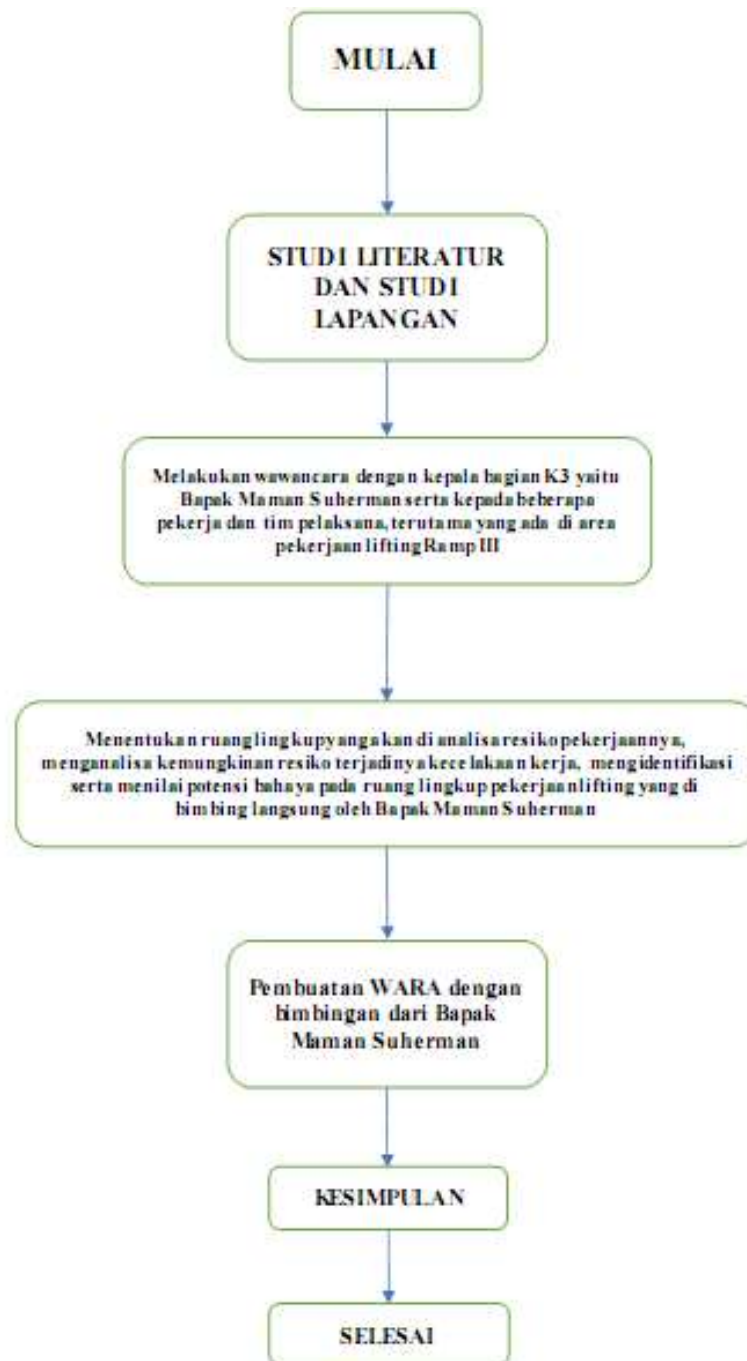 MULAI
STUDI LITERATUR
DAN STUDI
LAPANGAN
Melakukan wawancara dengan kepala bagian K3 yaitu
Bapak Maman Suherman serta kepada beberapa
pekerja dan tim pelaksana, terutama yang ada di area
pekerjaan lifting Ramp III
Menentukan ruang lingkup yang akan di analisa resiko pekerjaannya,
menganalisa kemungkinan resiko terjadinya kecelakaan kerja, mengidentifikasi
serta menilai potensi bahaya pada ruang lingkup pekerjaan lifting yang di
bimbing langsung oleh Bapak Maman Suherman
Pembuatan WARA dengan
bimbingan dari Bapak
Maman Suherman
KESIMPULAN
SELESAI